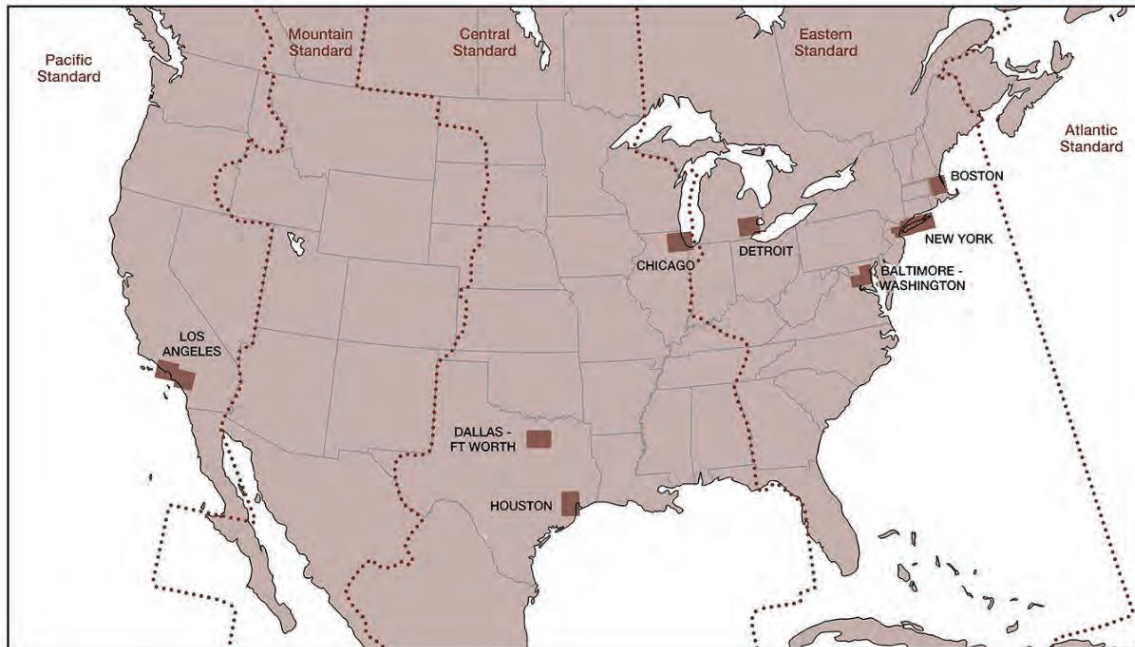 Pacific
Standard
Mountain
Standard
Central
Standard
Eastern
Standard
Atlantic
Standard
BOSTON
NEW YORK
DETROIT
CHICAGO
BALTIMORE -
WASHINGTON
LOS
ANGELES
DALLAS -
FT WORTH
HOUSTON